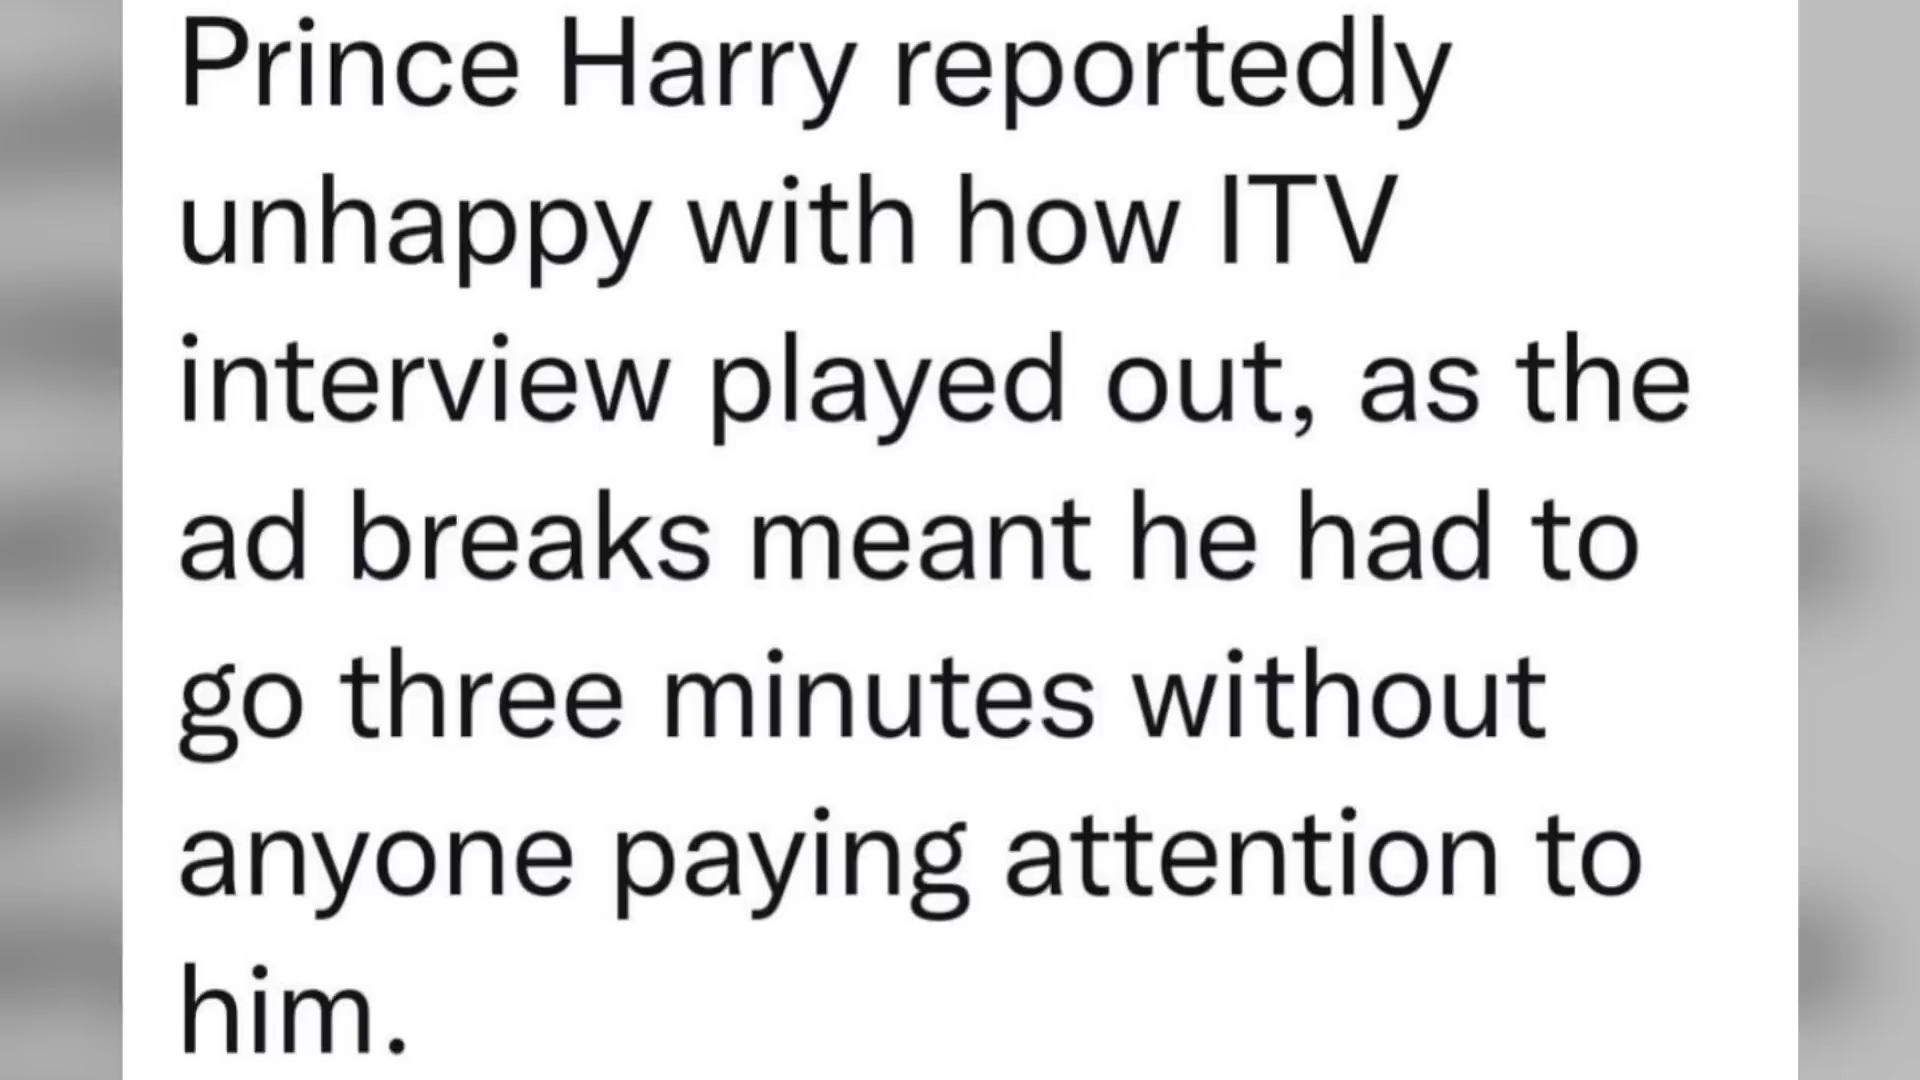 Prince Harry reportedly
unhappy with how ITV
interview played out, as the
ad breaks meant he had to
go three minutes without
anyone paying attention to
him.